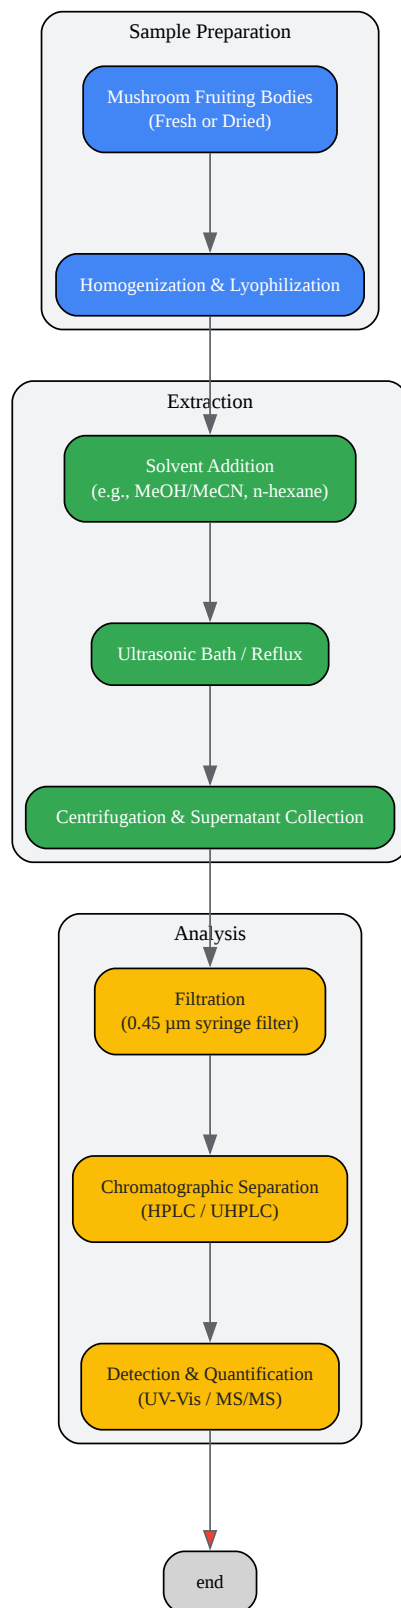 Sample Preparation
Mushroom Fruiting Bodies
(Fresh or Dried)
Homogenization & Lyophilization
Extraction
Solvent Addition
(e.g., MeOH/MeCN, n-hexane)
Ultrasonic Bath / Reflux
Centrifugation & Supernatant Collection
Analysis
Filtration
(0.45 µm syringe filter)
Chromatographic Separation
(HPLC / UHPLC)
Detection & Quantification
(UV-Vis / MS/MS)
end